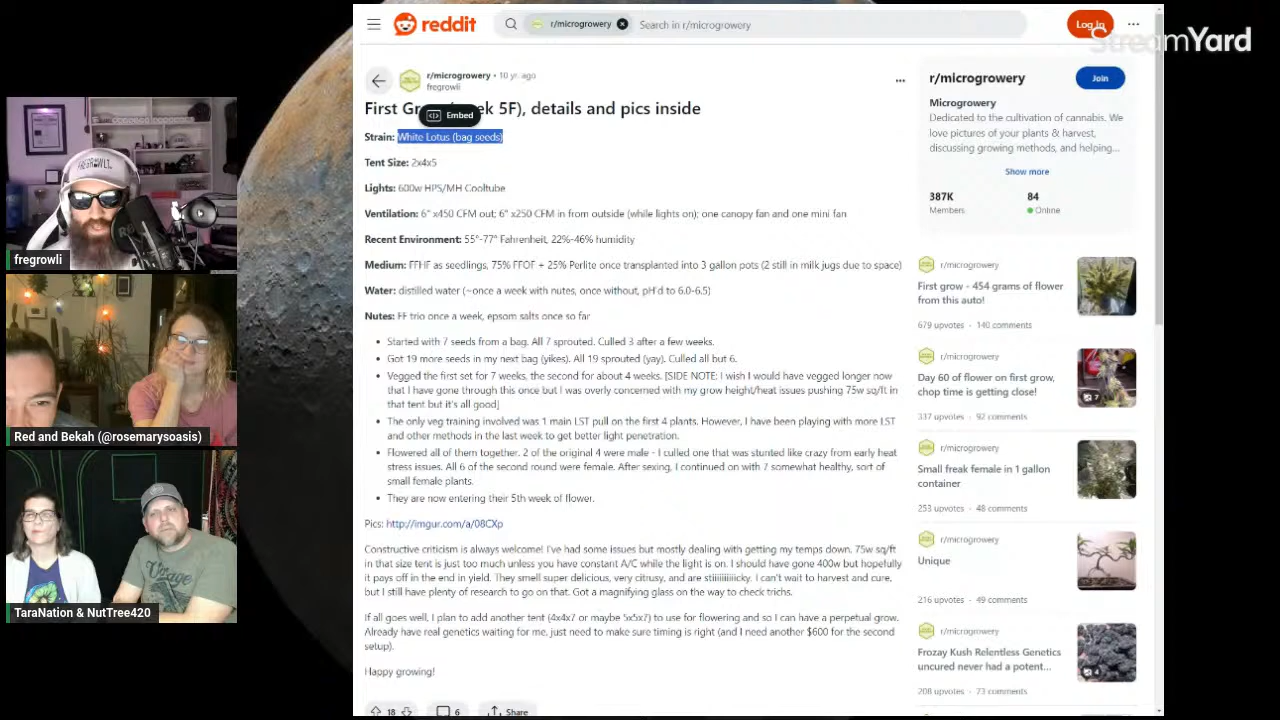 reddit
r/microgrowery
Search in r/microgrowery
Log In
StreamYard
r/microgrowery • 10 yr. ago
fregrowli
First Gr
ek 5F), details and pics inside
Embed
Strain: White Lotus (bag seeds)
Tent Size: 2x4x5
Lights: 600w HPS/MH Cooltube
Ventilation: 6" x450 CFM out; 6" x250 CFM in from outside (while lights on); one canopy fan and one mini fan
Recent Environment: 55°-77° Fahrenheit, 22%-46% humidity
Medium: FFHF as seedlings, 75% FFOF + 25% Perlite once transplanted into 3 gallon pots (2 still in milk jugs due to space)
Water: distilled water (~once a week with nutes, once without, pH'd to 6.0-6.5)
Nutes: FF trio once a week, epsom salts once so far
• Started with 7 seeds from a bag. All 7 sprouted. Culled 3 after a few weeks.
• Got 19 more seeds in my next bag (yikes). All 19 sprouted (yay). Culled all but 6.
• Vegged the first set for 7 weeks, the second for about 4 weeks. [SIDE NOTE: I wish I would have vegged longer now
that I have gone through this once but I was overly concerned with my grow height/heat issues pushing 75w sq/ft in
that tent but it's all good]
• The only veg training involved was 1 main LST pull on the first 4 plants. However, I have been playing with more LST
and other methods in the last week to get better light penetration.
• Flowered all of them together. 2 of the original 4 were male - I culled one that was stunted like crazy from early heat
stress issues. All 6 of the second round were female. After sexing, I continued on with 7 somewhat healthy, sort of
small female plants.
• They are now entering their 5th week of flower.
Pics: http://imgur.com/a/08CXp
Constructive criticism is always welcome! I've had some issues but mostly dealing with getting my temps down. 75w sq/ft
in that size tent is just too much unless you have constant A/C while the light is on. I should have gone 400w but hopefully
it pays off in the end in yield. They smell super delicious, very citrusy, and are stiiiiiiiiicky. I can't wait to harvest and cure,
but I still have plenty of research to go on that. Got a magnifying glass on the way to check trichs.
If all goes well, I plan to add another tent (4x4x7 or maybe 5x5x7) to use for flowering and so I can have a perpetual grow.
Already have real genetics waiting for me, just need to make sure timing is right (and I need another $600 for the second
setup).
Happy growing!
18
6
Share
r/microgrowery
Join
Microgrowery
Dedicated to the cultivation of cannabis. We
love pictures of your plants & harvest,
discussing growing methods, and helping...
Show more
387K
84
Members
Online
r/microgrowery
First grow - 454 grams of flower
from this auto!
679 upvotes • 140 comments
r/microgrowery
Day 60 of flower on first grow,
chop time is getting close!
7
337 upvotes • 92 comments
r/microgrowery
Small freak female in 1 gallon
container
253 upvotes • 48 comments
r/microgrowery
Unique
216 upvotes • 49 comments
r/microgrowery
Frozay Kush Relentless Genetics
uncured never had a potent...
4
208 upvotes • 73 comments
FREGROWLI
fregrowli
Red and Bekah (@rosemarysoasis)
TaraNation & NutTree420